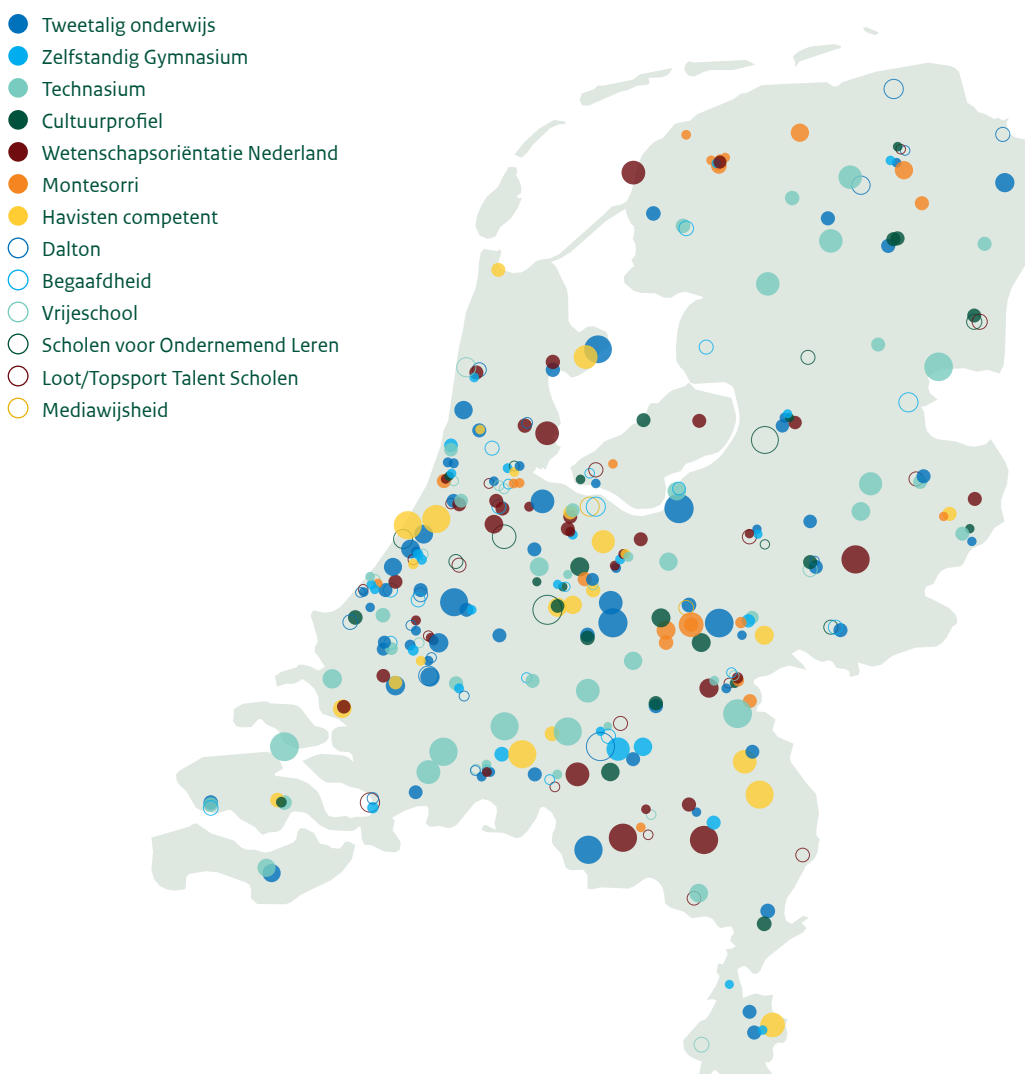 Tweetalig onderwijs
Zelfstandig Gymnasium
Technasium
Cultuurprofiel
Wetenschapsoriëntatie Nederland
Montesorri
Havisten competent
Dalton
Begaafdheid
Vrijeschool
Scholen voor Ondernemend Leren
Loot/Topsport Talent Scholen
Mediawijsheid